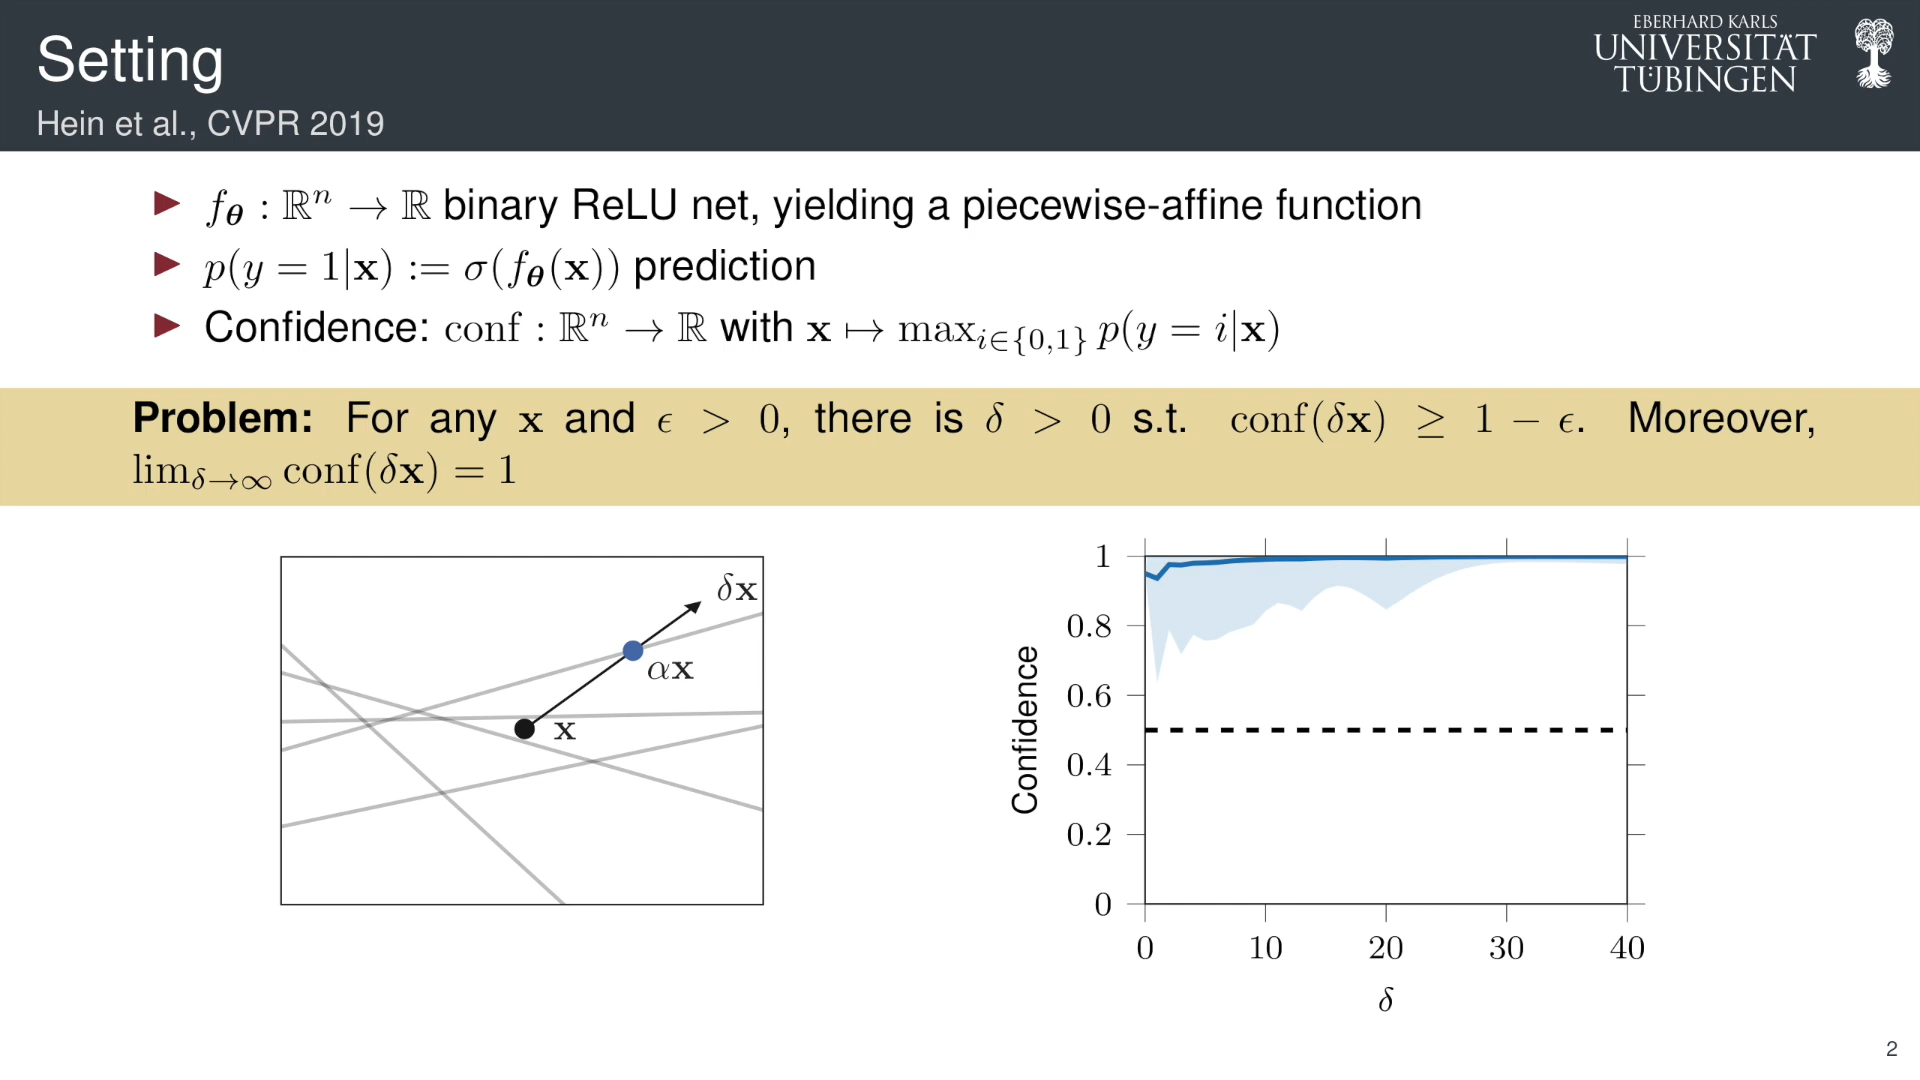 Setting
Hein et al., CVPR 2019
EBERHARD KARLS
UNIVERSITÄT
TÜBINGEN
▶ f_𝜽 : ℝⁿ → ℝ binary ReLU net, yielding a piecewise-affine function
▶ p(y = 1|𝐱) := σ(f_𝜽(𝐱)) prediction
▶ Confidence: conf : ℝⁿ → ℝ with 𝐱 ↦ max_{i∈{0,1}} p(y = i|𝐱)
Problem: For any 𝐱 and ϵ > 0, there is δ > 0 s.t. conf(δ𝐱) ≥ 1 − ϵ. Moreover,
lim_{δ→∞} conf(δ𝐱) = 1
δ𝐱
α𝐱
𝐱
Confidence
1
0.8
0.6
0.4
0.2
0
0 10 20 30 40
δ
2